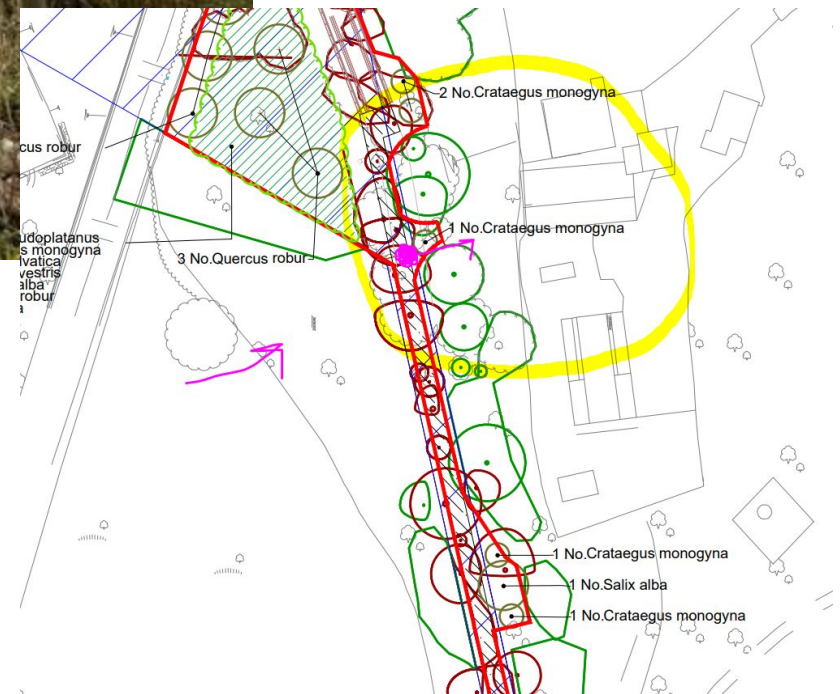 2 No.Crataegus monogyna
cus robur
1 No.Crataegus monogyna
udoplatanus
s monogyna
lvatica
vestris
alba
robur
a
3 No.Quercus robur
1 No.Crataegus monogyna
1 No.Salix alba
1 No.Crataegus monogyna